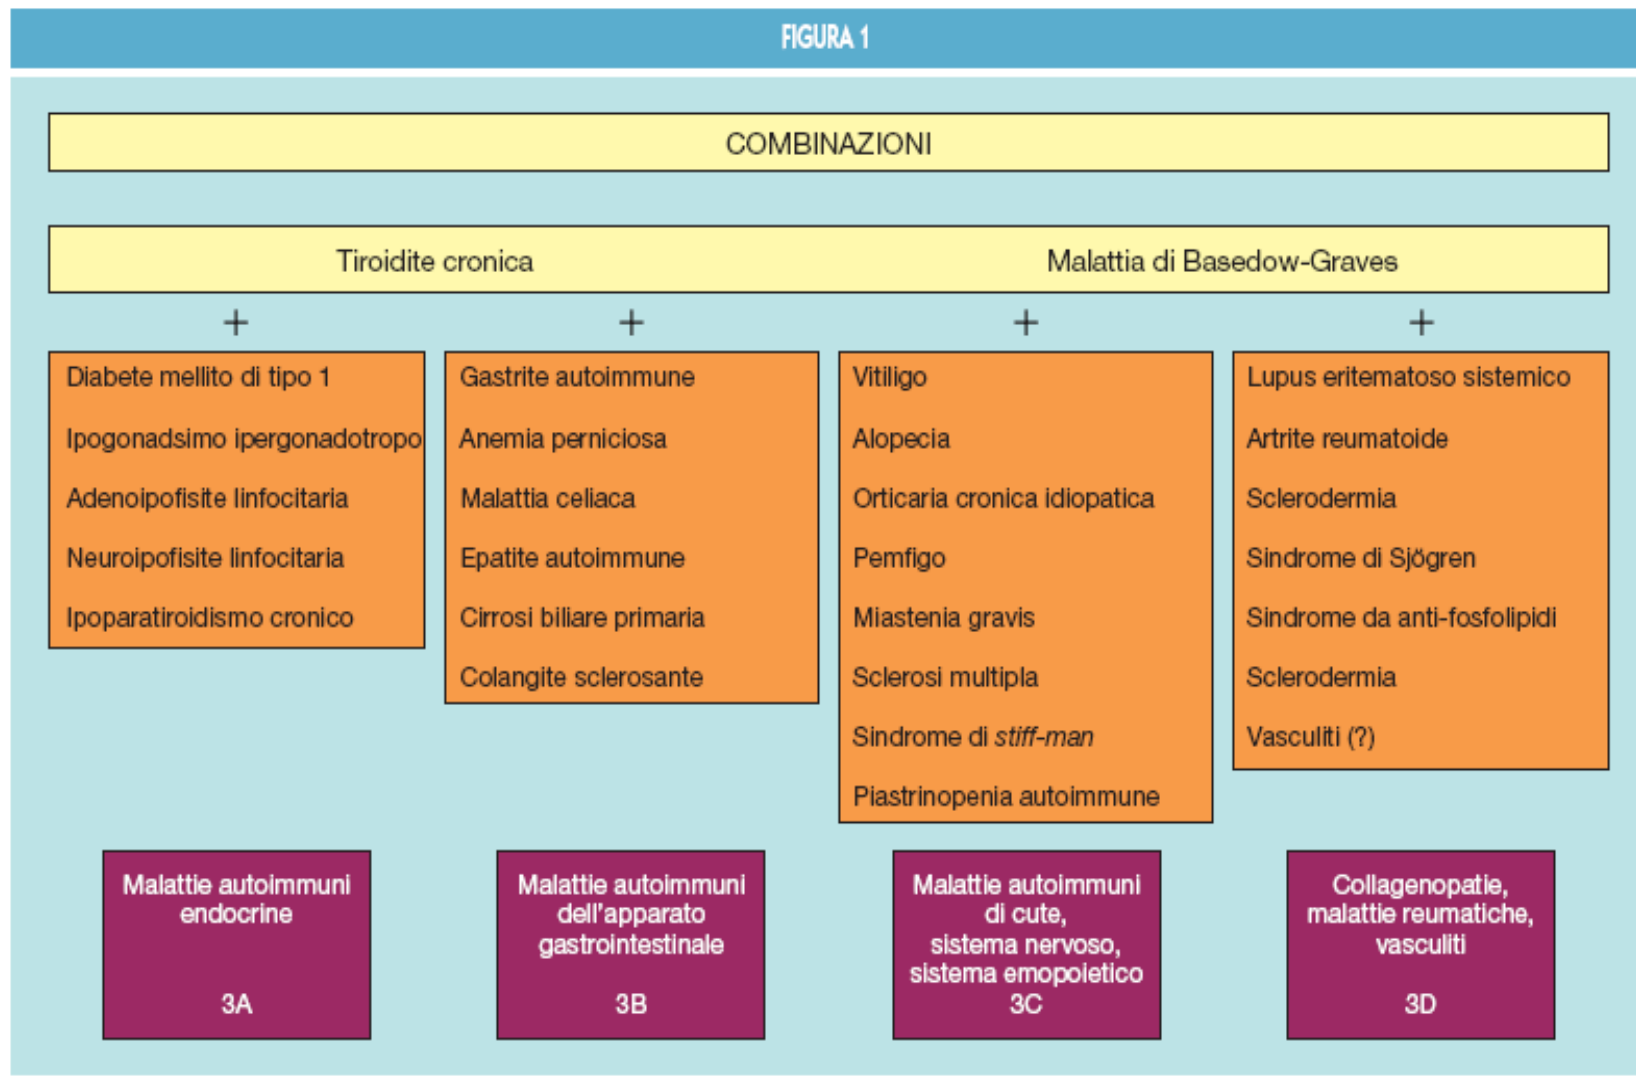 FIGURA 1
COMBINAZIONI
Tiroidite cronica
Malattia di Basedow-Graves
+
+
+
+
Diabete mellito di tipo 1
Ipogonadsimo ipergonadotropo
Adenoipofisite linfocitaria
Neuroipofisite linfocitaria
Ipoparatiroidismo cronico
Gastrite autoimmune
Anemia perniciosa
Malattia celiaca
Epatite autoimmune
Cirrosi biliare primaria
Colangite sclerosante
Vitiligo
Alopecia
Orticaria cronica idiopatica
Pemfigo
Miastenia gravis
Sclerosi multipla
Sindrome di stiff-man
Piastrinopenia autoimmune
Lupus eritematoso sistemico
Artrite reumatoide
Sclerodermia
Sindrome di Sjögren
Sindrome da anti-fosfolipidi
Sclerodermia
Vasculiti (?)
Malattie autoimmuni
endocrine
3A
Malattie autoimmuni
dell'apparato
gastrointestinale
3B
Malattie autoimmuni
di cute,
sistema nervoso,
sistema emopoietico
3C
Collagenopatie,
malattie reumatiche,
vasculiti
3D